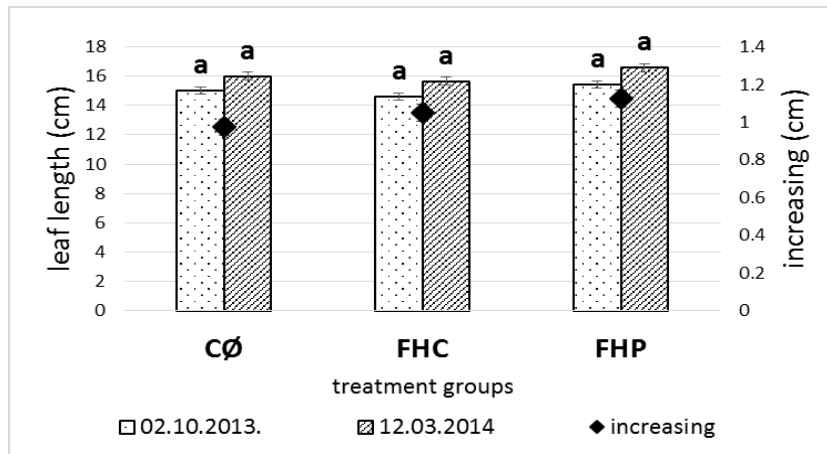 18
16
14
12
10
8
6
4
2
0
leaf length (cm)
a a
a a
a a
1.4
1.2
1
0.8
0.6
0.4
0.2
0
increasing (cm)
CØ FHC FHP
treatment groups
02.10.2013. 12.03.2014 increasing